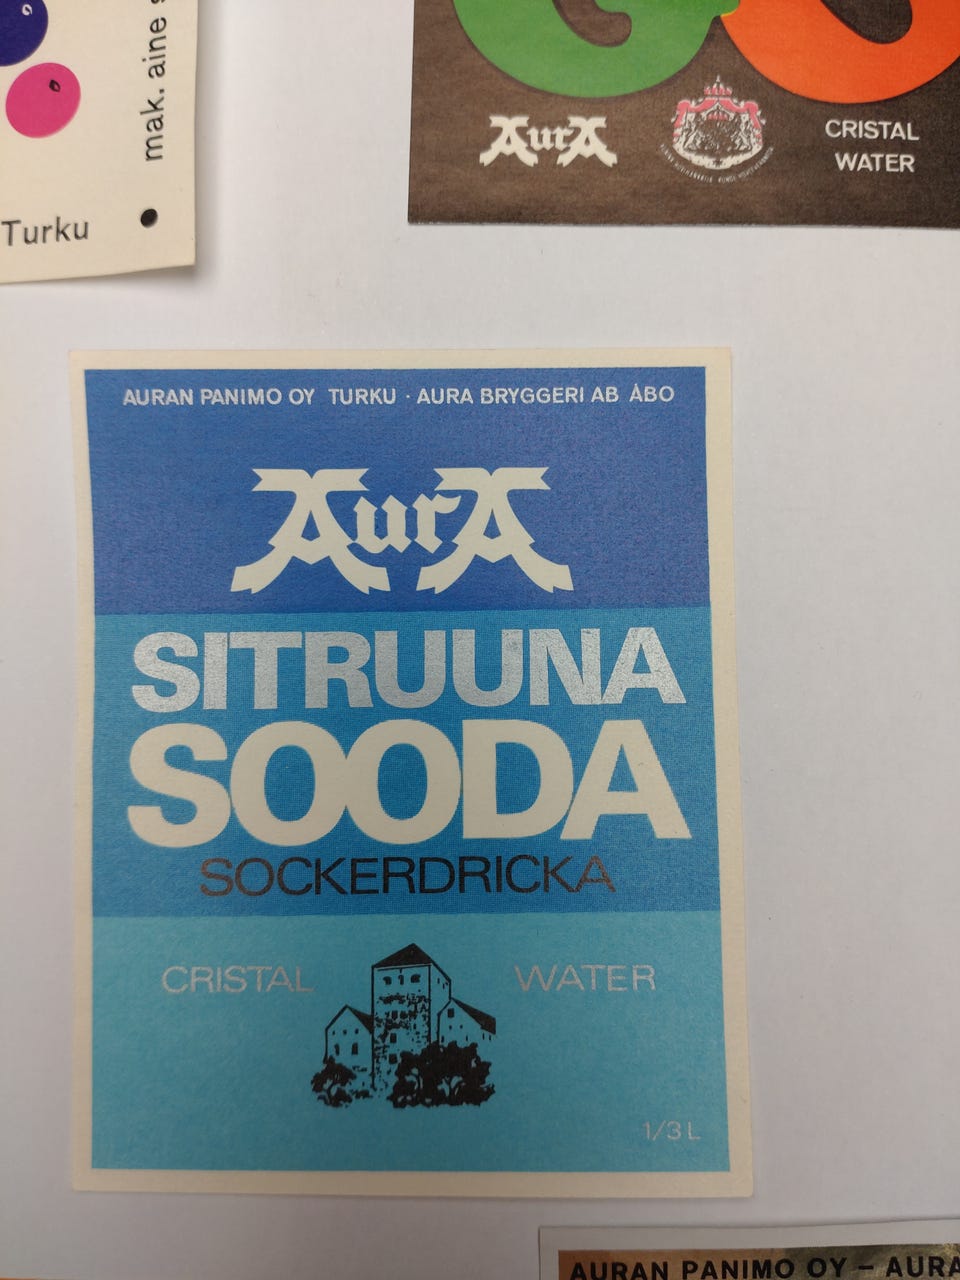 mak. aine
Turku
AurA
CRISTAL
WATER
AURAN PANIMO OY TURKU · AURA BRYGGERI AB ÅBO
AurA
SITRUUNA
SOODA
SOCKERDRICKA
CRISTAL WATER
1/3 L
AURAN PANIMO OY – AURA